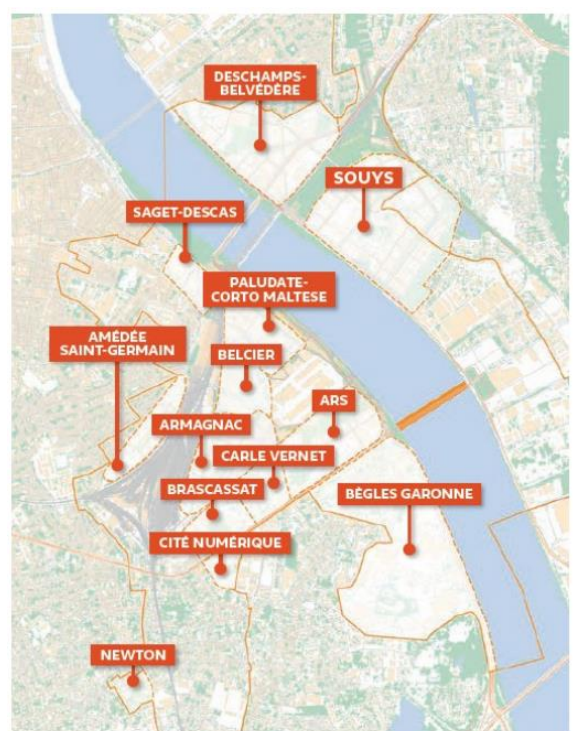 DESCHAMPS-
BELVÉDÈRE
SOUYS
SAGET-DESCAS
PALUDATE-
CORTO MALTESE
AMÉDÉE
SAINT-GERMAIN
BELCIER
ARS
ARMAGNAC
CARLE VERNET
BRASCASSAT
BÈGLES GARONNE
CITÉ NUMÉRIQUE
NEWTON